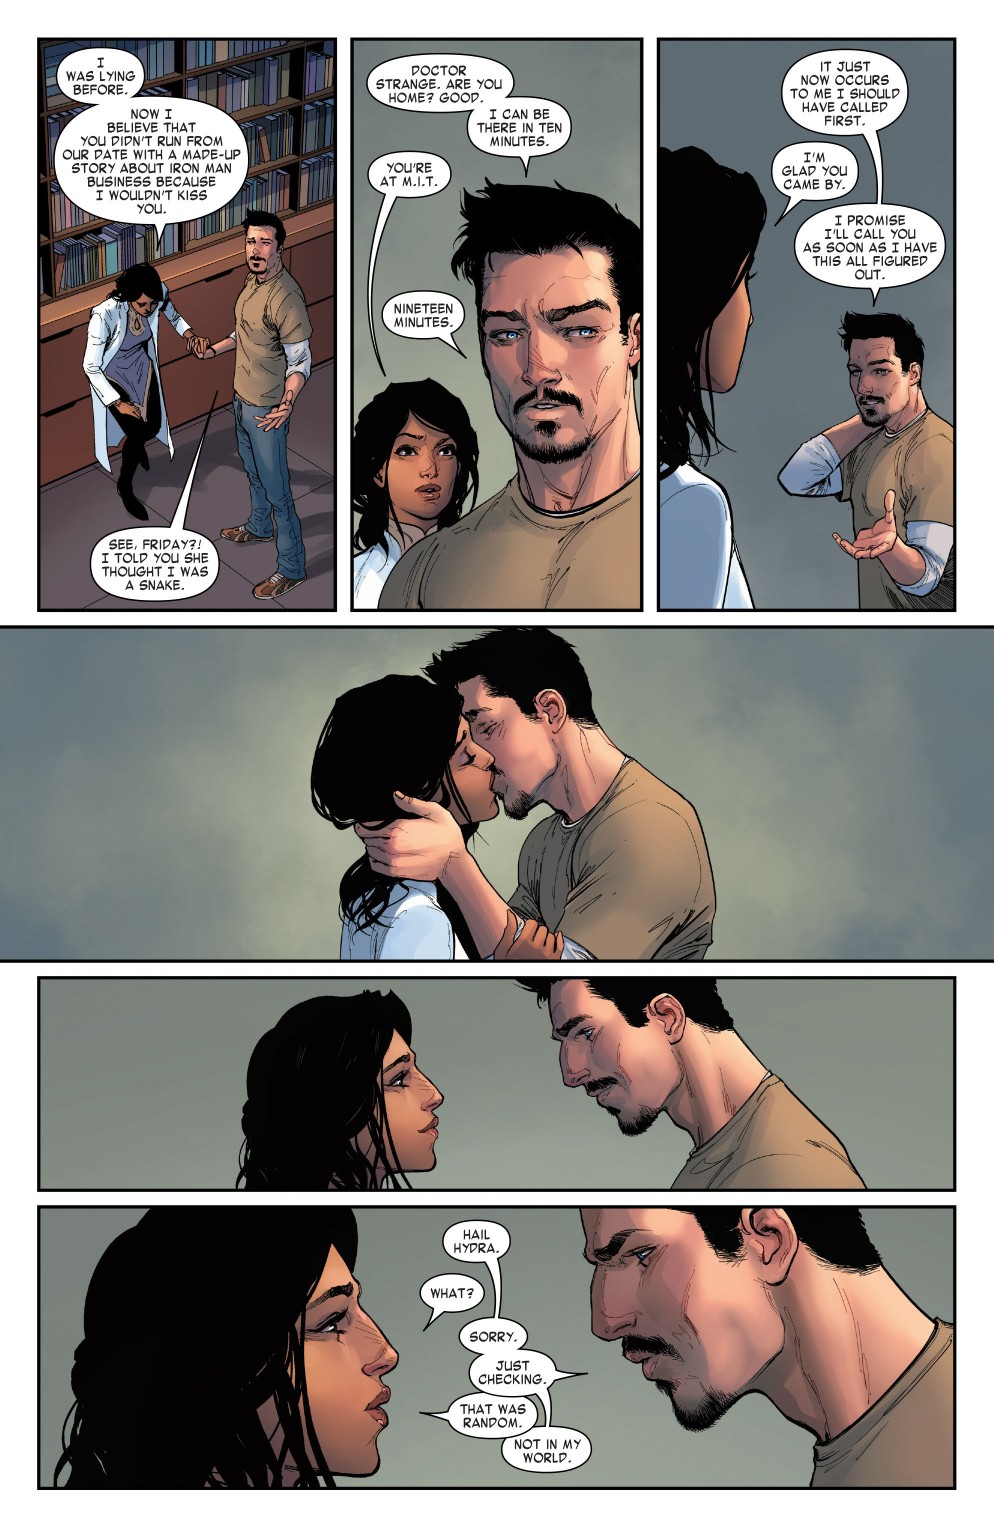 I
WAS LYING
BEFORE.
NOW I
BELIEVE THAT
YOU DIDN'T RUN FROM
OUR DATE WITH A MADE-UP
STORY ABOUT IRON MAN
BUSINESS BECAUSE
I WOULDN'T KISS
YOU.
SEE, FRIDAY?!
I TOLD YOU SHE
THOUGHT I WAS
A SNAKE.
DOCTOR
STRANGE. ARE YOU
HOME? GOOD.
I CAN BE
THERE IN TEN
MINUTES.
YOU'RE
AT M.I.T.
NINETEEN
MINUTES.
IT JUST
NOW OCCURS
TO ME I SHOULD
HAVE CALLED
FIRST.
I'M
GLAD YOU
CAME BY.
I PROMISE
I'LL CALL YOU
AS SOON AS I HAVE
THIS ALL FIGURED
OUT.
HAIL
HYDRA.
WHAT?
SORRY.
JUST
CHECKING.
THAT WAS
RANDOM.
NOT IN MY
WORLD.